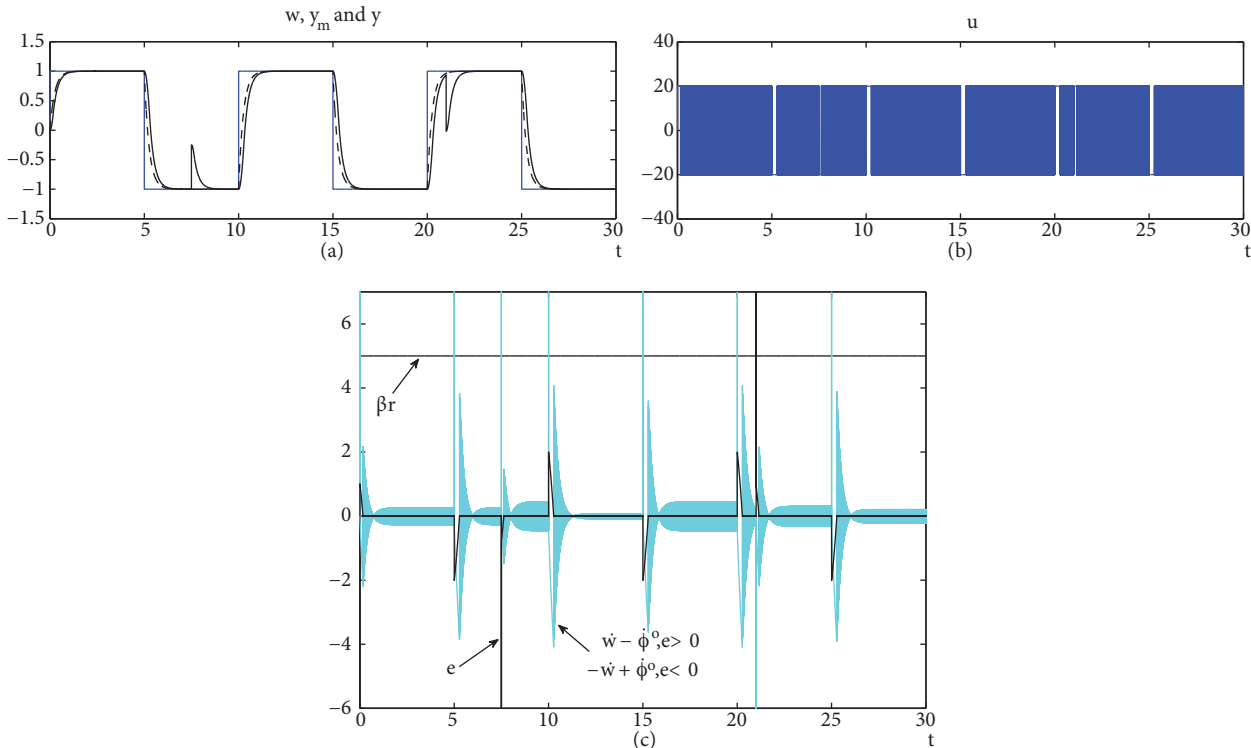 w, y_m and y
1.5
1
0.5
0
−0.5
−1
−1.5
0 5 10 15 20 25 30
(a) t
u
40
20
0
−20
−40
0 5 10 15 20 25 30
(b) t
6
4
2
0
−2
−4
−6
βr
e
ẇ − φ̇°,e> 0
−ẇ + φ̇°,e< 0
0 5 10 15 20 25 30
(c) t